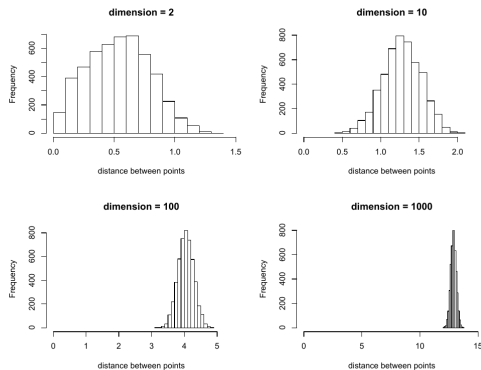 dimension = 2
Frequency
0 200 400 600
0.0 0.5 1.0 1.5
distance between points
dimension = 10
Frequency
0 200 400 600 800
0.0 0.5 1.0 1.5 2.0
distance between points
dimension = 100
Frequency
0 200 400 600 800
0 1 2 3 4 5
distance between points
dimension = 1000
Frequency
0 200 400 600 800
0 5 10 15
distance between points